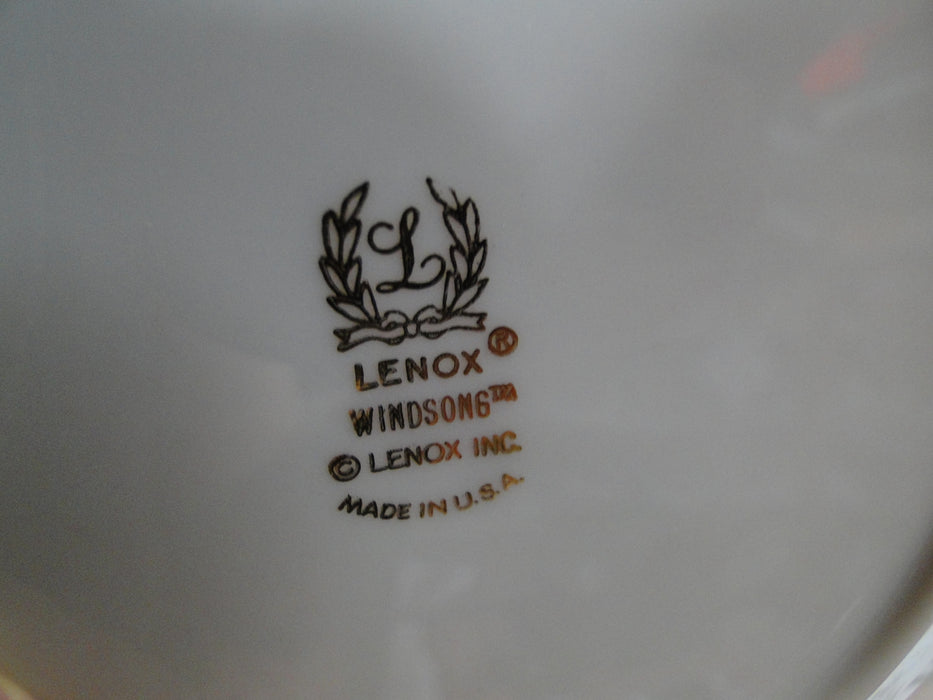 L
LENOX®
WINDSONG™
© LENOX INC.
MADE IN U.S.A.